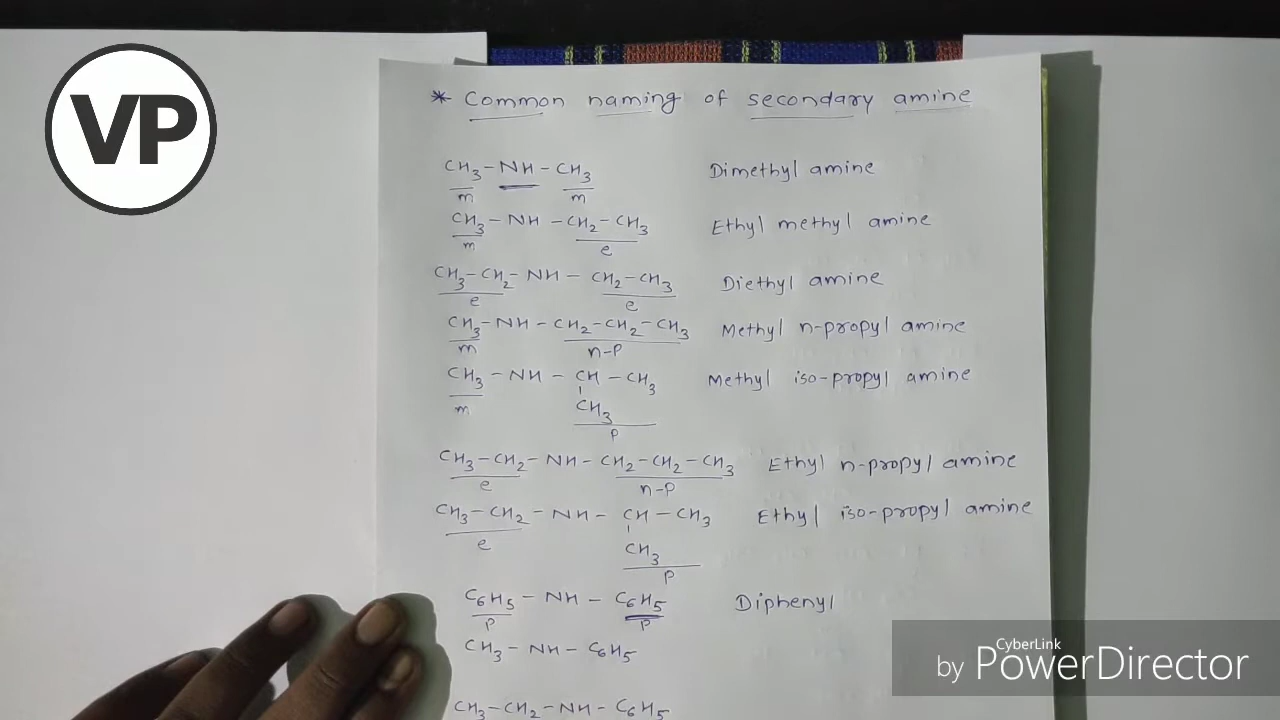 VP
* Common naming of secondary amine
CH3 - NH - CH3 Dimethyl amine
m m
CH3 - NH - CH2 - CH3 Ethyl methyl amine
m e
CH3 - CH2 - NH - CH2 - CH3 Diethyl amine
e e
CH3 - NH - CH2 - CH2 - CH3 Methyl n-propyl amine
m n-p
CH3 - NH - CH - CH3 Methyl iso-propyl amine
m CH3
p
CH3 - CH2 - NH - CH2 - CH2 - CH3 Ethyl n-propyl amine
e n-p
CH3 - CH2 - NH - CH - CH3 Ethyl iso-propyl amine
e CH3
p
C6H5 - NH - C6H5 Diphenyl
p p
CH3 - NH - C6H5
CH3 - CH2 - NH - C6H5
CyberLink
by PowerDirector